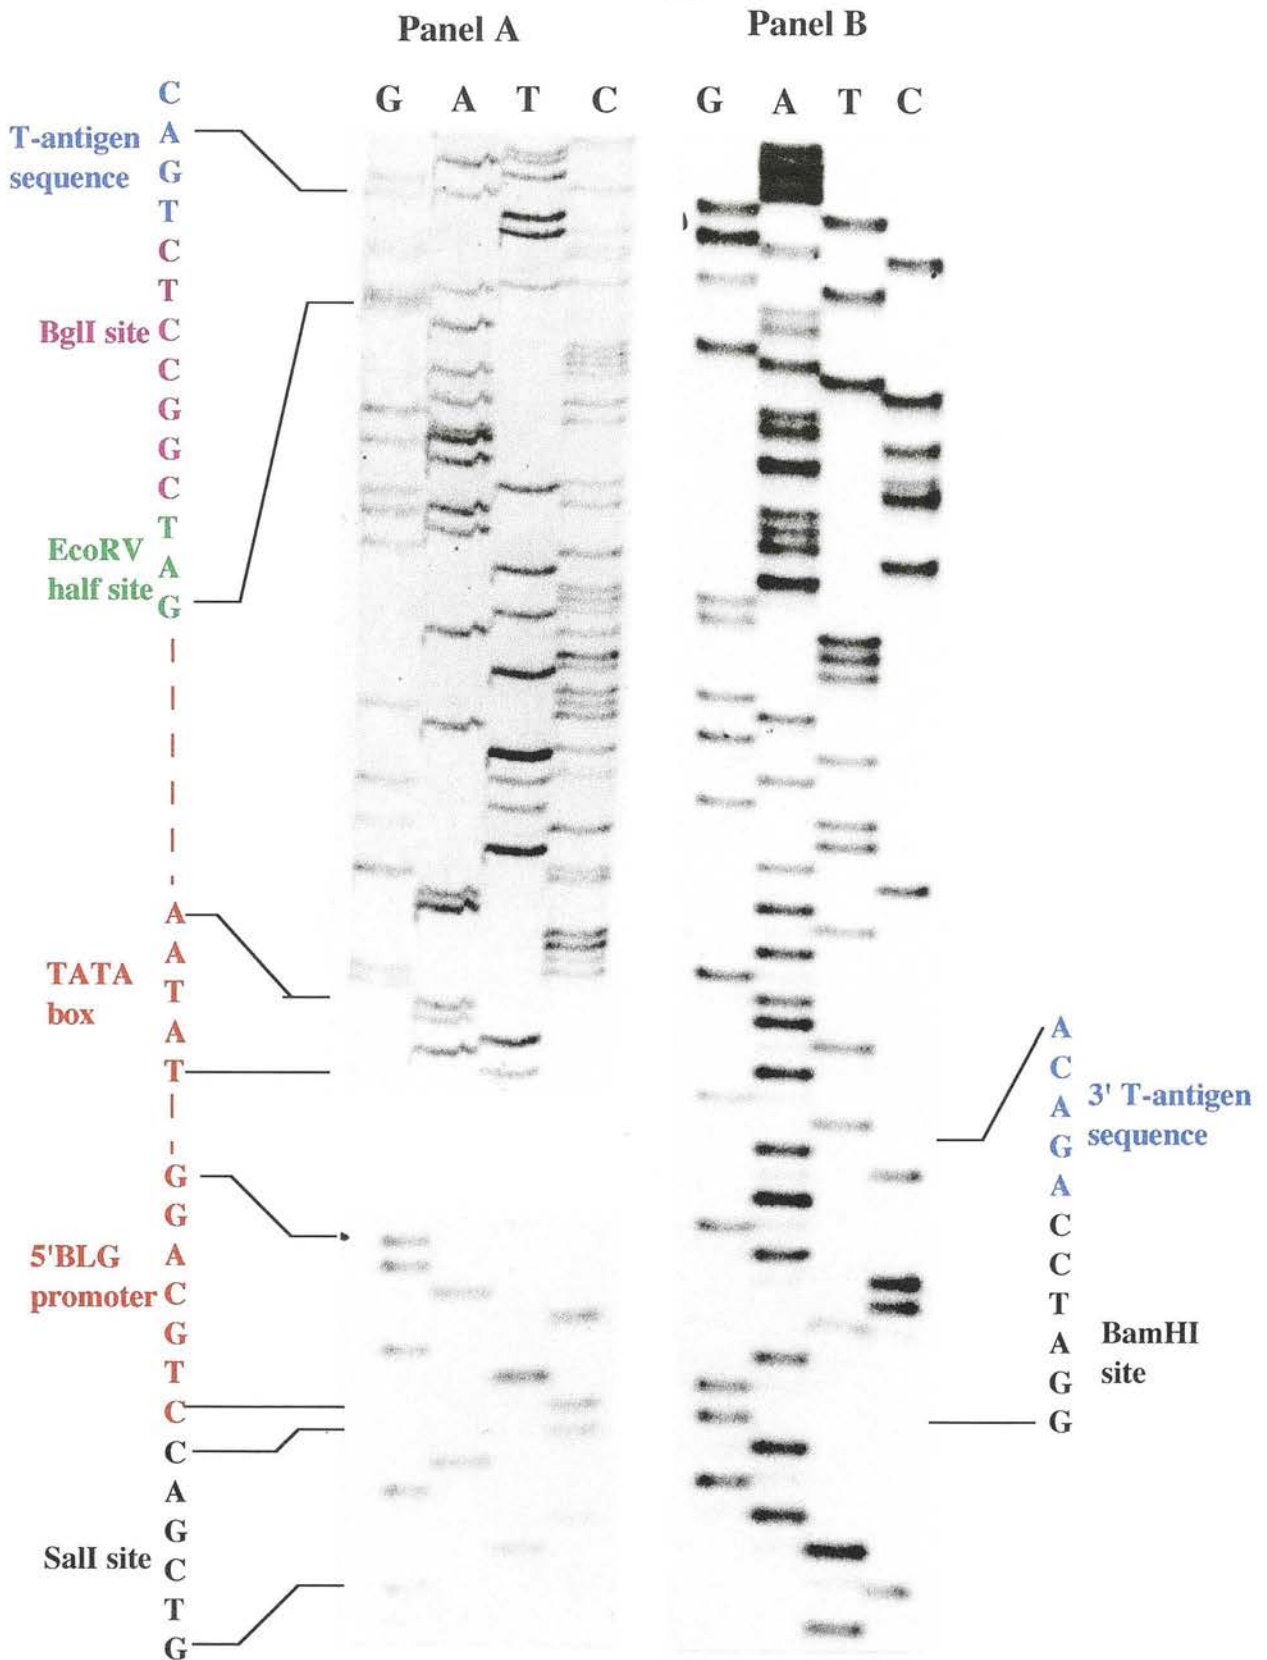 Panel A
Panel B
G A T C
G A T C
T-antigen
sequence
C
A
G
T
C
T
BglI site
C
C
G
G
C
T
EcoRV
half site
A
G
A
A
TATA
box
T
A
T
G
G
A
5'BLG
promoter
C
G
T
C
C
A
G
SalI site
C
T
G
A
C
3' T-antigen
sequence
A
G
A
C
C
T
BamHI
site
A
G
G